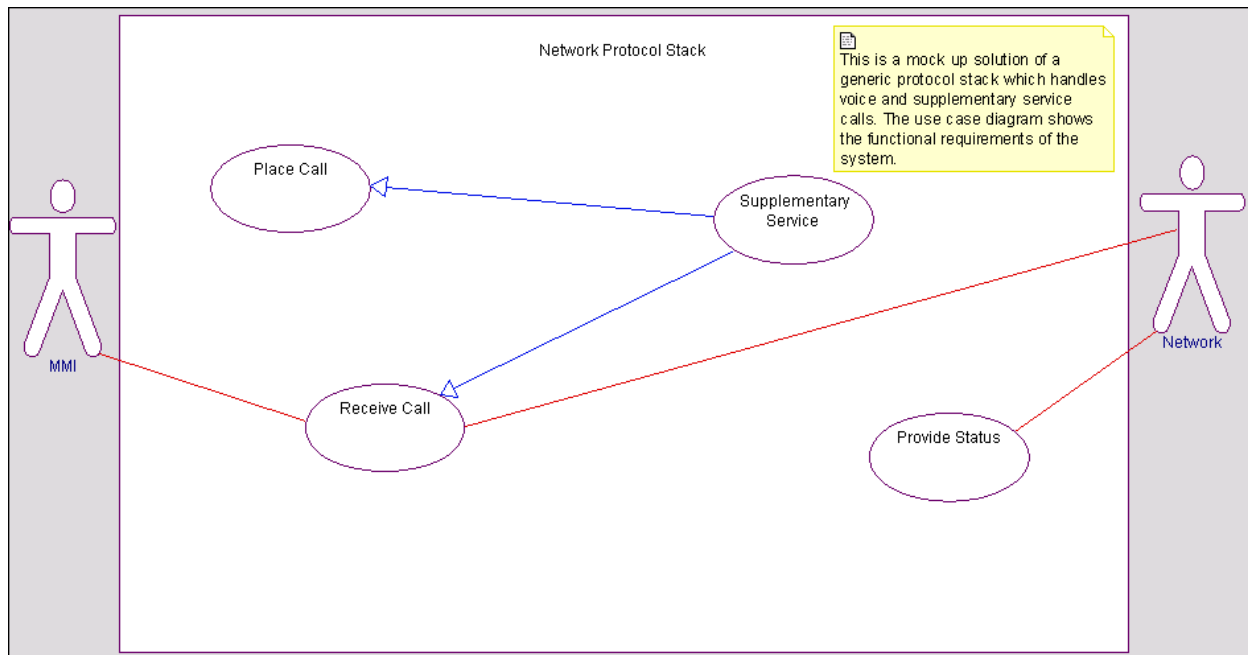 Network Protocol Stack
This is a mock up solution of a
generic protocol stack which handles
voice and supplementary service
calls. The use case diagram shows
the functional requirements of the
system.
Place Call
Supplementary
Service
MMI
Network
Receive Call
Provide Status